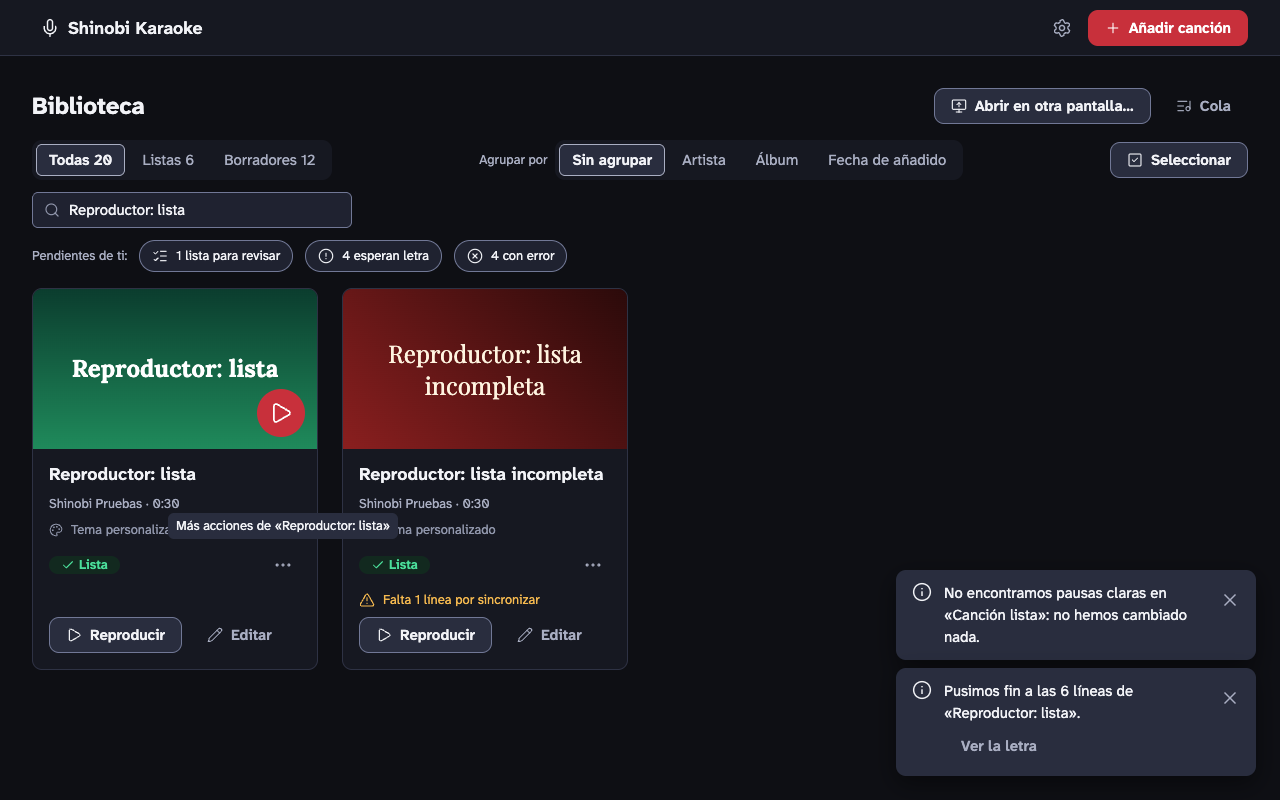 Shinobi Karaoke
Añadir canción
Biblioteca
Abrir en otra pantalla...
Cola
Todas 20
Listas 6
Borradores 12
Agrupar por
Sin agrupar
Artista
Álbum
Fecha de añadido
Seleccionar
Reproductor: lista
Pendientes de ti:
1 lista para revisar
4 esperan letra
4 con error
Reproductor: lista
Reproductor: lista
Shinobi Pruebas · 0:30
Tema personaliza
Más acciones de «Reproductor: lista»
Lista
Reproducir
Editar
Reproductor: lista
incompleta
Reproductor: lista incompleta
Shinobi Pruebas · 0:30
ma personalizado
Lista
Falta 1 línea por sincronizar
Reproducir
Editar
No encontramos pausas claras en
«Canción lista»: no hemos cambiado
nada.
Pusimos fin a las 6 líneas de
«Reproductor: lista».
Ver la letra